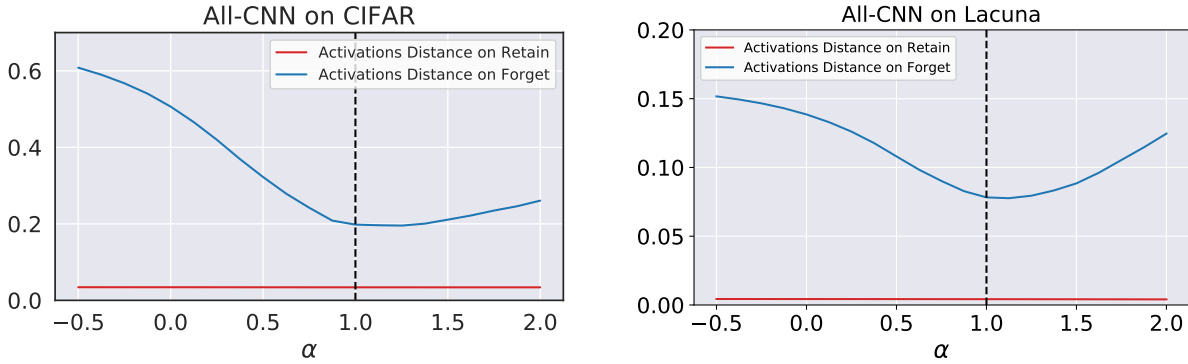 All-CNN on CIFAR
Activations Distance on Retain
Activations Distance on Forget
0.6
0.4
0.2
0.0
−0.5 0.0 0.5 1.0 1.5 2.0
α
All-CNN on Lacuna
Activations Distance on Retain
Activations Distance on Forget
0.20
0.15
0.10
0.05
0.00
−0.5 0.0 0.5 1.0 1.5 2.0
α